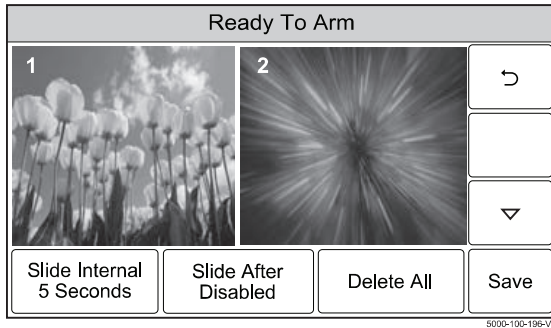 Ready To Arm
1
2
Slide Internal
5 Seconds
Slide After
Disabled
Delete All
Save
5000-100-196-V